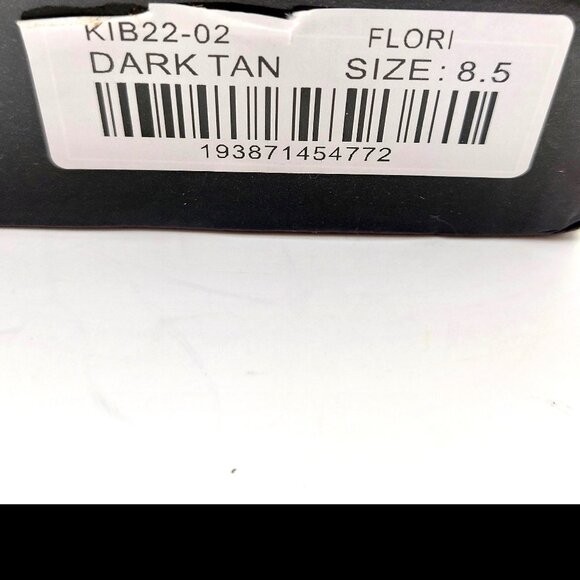 KIB22-02 FLORI
DARK TAN SIZE: 8.5
193871454772